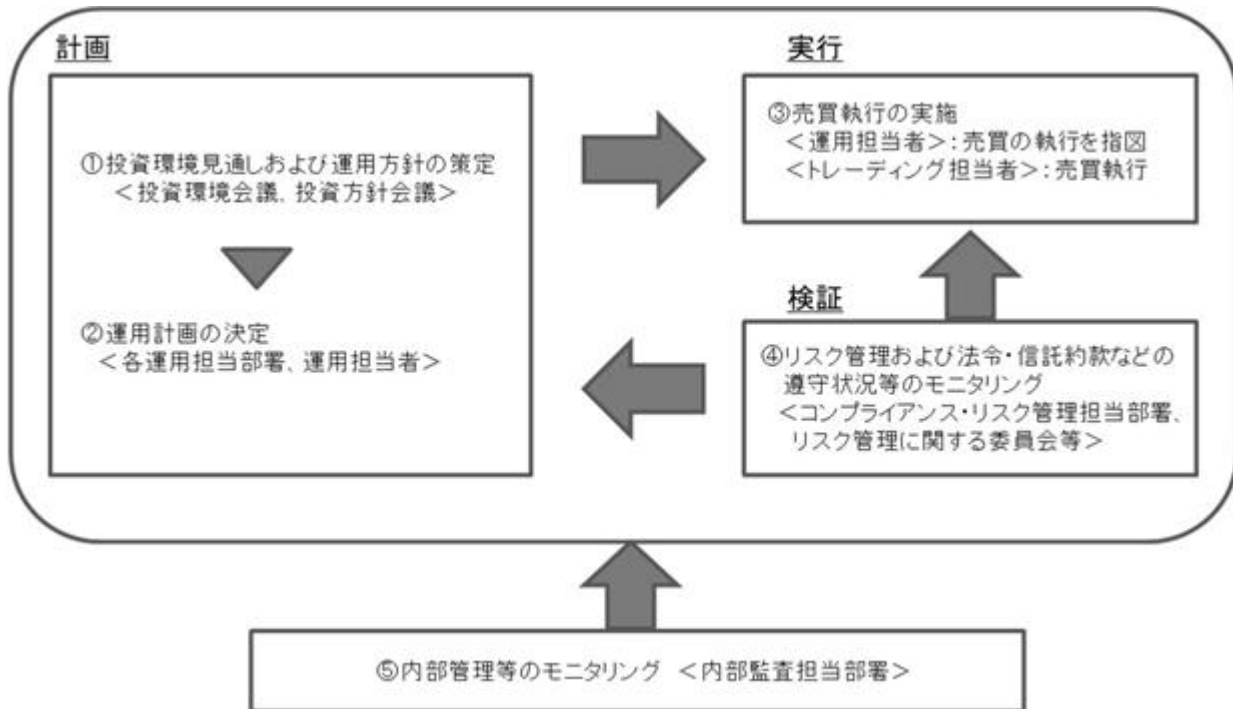 計画
①投資環境見通しおよび運用方針の策定
＜投資環境会議、投資方針会議＞
②運用計画の決定
＜各運用担当部署、運用担当者＞
実行
③売買執行の実施
＜運用担当者＞：売買の執行を指図
＜トレーディング担当者＞：売買執行
検証
④リスク管理および法令・信託約款などの
遵守状況等のモニタリング
＜コンプライアンス・リスク管理担当部署、
リスク管理に関する委員会等＞
⑤内部管理等のモニタリング ＜内部監査担当部署＞